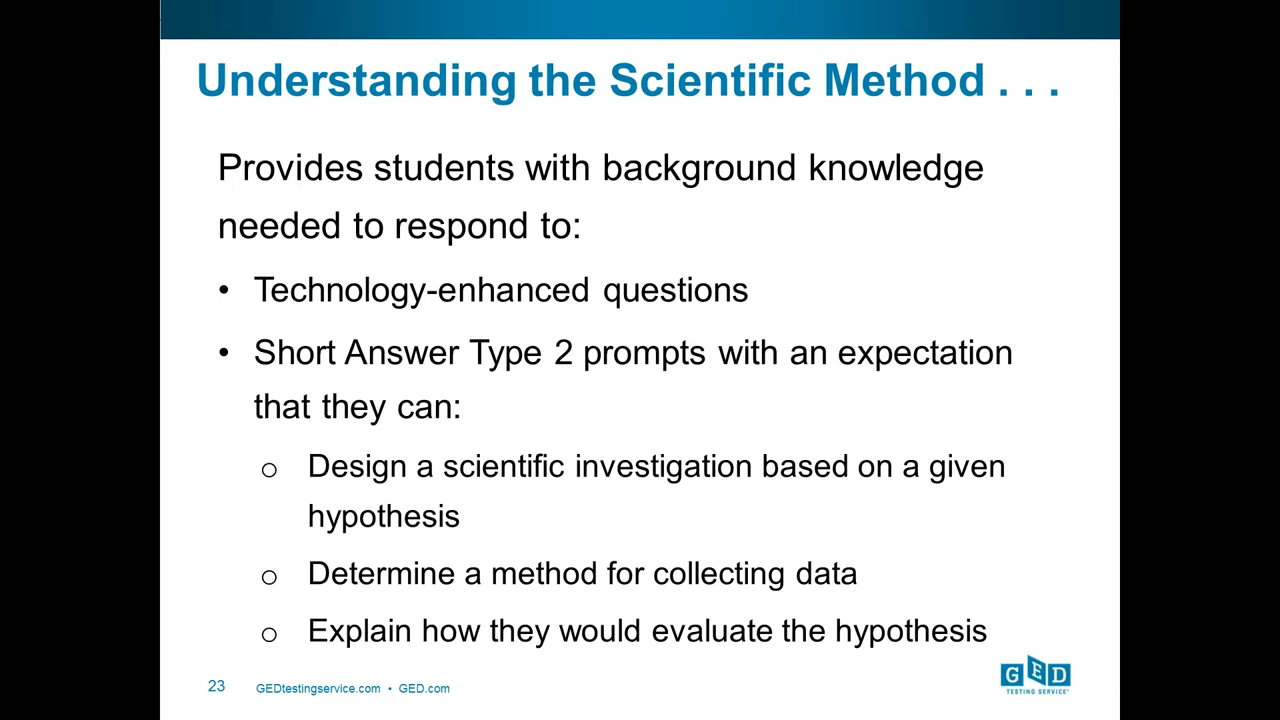 Understanding the Scientific Method . . .
Provides students with background knowledge
needed to respond to:
• Technology-enhanced questions
• Short Answer Type 2 prompts with an expectation
that they can:
o Design a scientific investigation based on a given
hypothesis
o Determine a method for collecting data
o Explain how they would evaluate the hypothesis
23 GEDtestingservice.com • GED.com
GED
TESTING SERVICE®